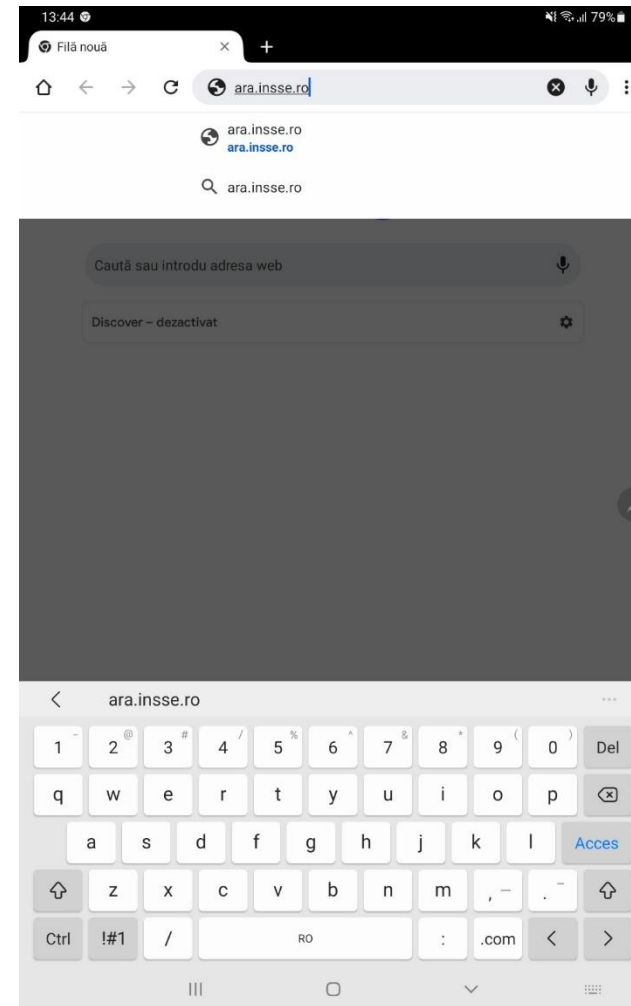 13:44 79%
Filă nouă
ara.insse.ro
ara.insse.ro
ara.insse.ro
ara.insse.ro
Caută sau introdu adresa web
Discover – dezactivat
ara.insse.ro
1 - 2 @ 3 # 4 / 5 % 6 ^ 7 & 8 * 9 ( 0 ) Del
q w e r t y u i o p
a s d f g h j k l Acces
z x c v b n m , — . -
Ctrl !#1 / RO : .com < >